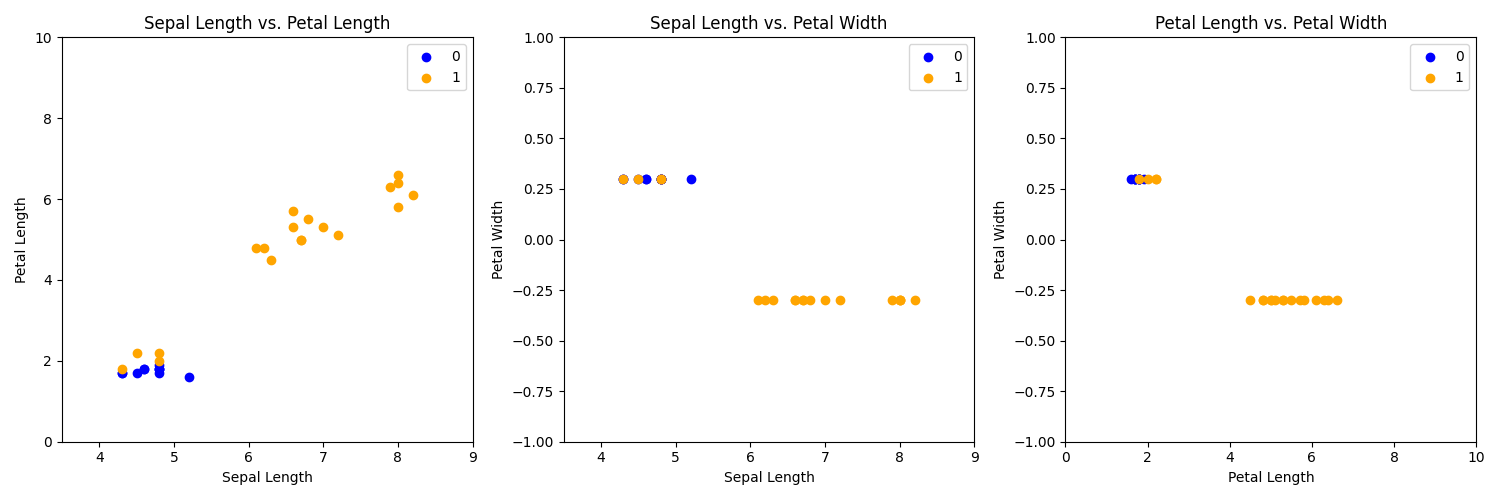 Sepal Length vs. Petal Length
10
8
6
4
2
0
Petal Length
4 5 6 7 8 9
Sepal Length
0
1
Sepal Length vs. Petal Width
1.00
0.75
0.50
0.25
0.00
−0.25
−0.50
−0.75
−1.00
Petal Width
4 5 6 7 8 9
Sepal Length
0
1
Petal Length vs. Petal Width
1.00
0.75
0.50
0.25
0.00
−0.25
−0.50
−0.75
−1.00
Petal Width
0 2 4 6 8 10
Petal Length
0
1